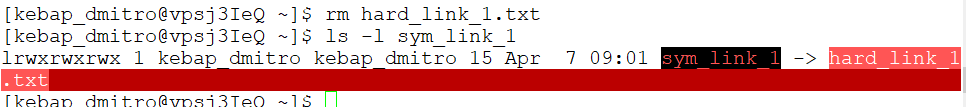 [kebap_dmitro@vpsj3IeQ ~]$ rm hard_link_1.txt
[kebap_dmitro@vpsj3IeQ ~]$ ls -l sym_link_1
lrwxrwxrwx 1 kebap_dmitro kebap_dmitro 15 Apr  7 09:01 sym_link_1 -> hard_link_1
.txt
[kebap_dmitro@vpsj3IeQ ~]$